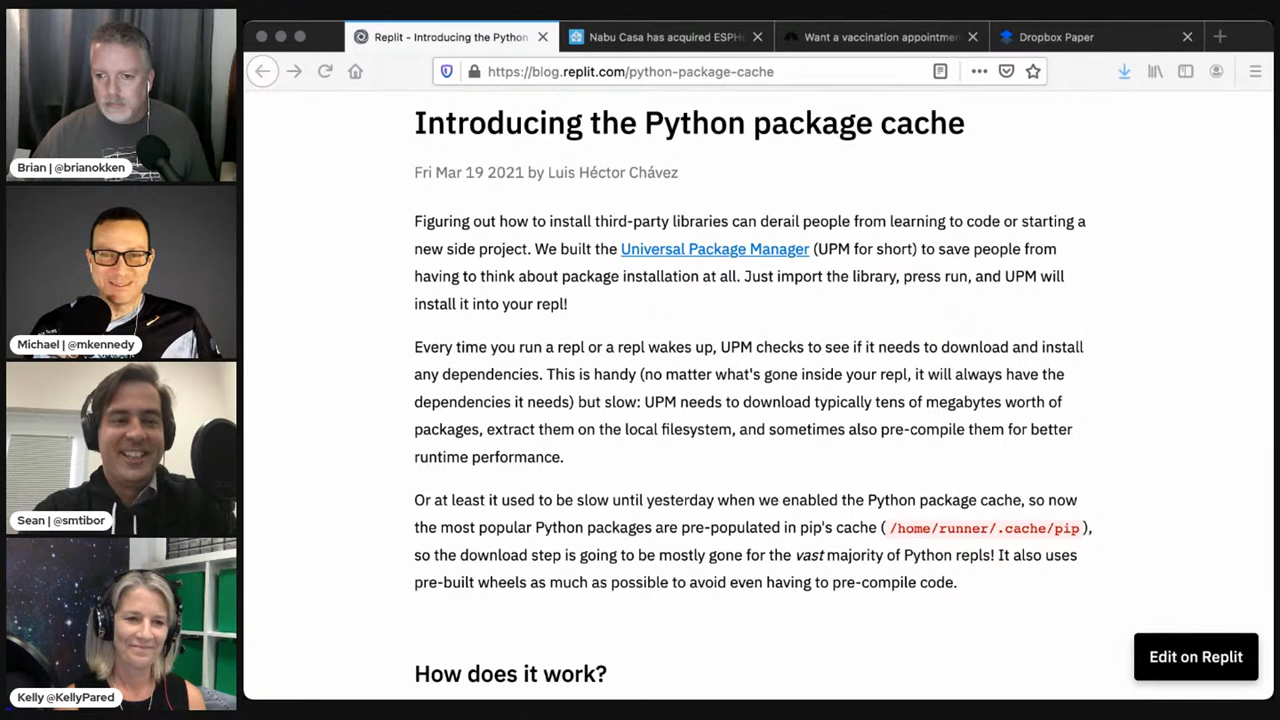 Brian | @brianokken
Michael | @mkennedy
Sean | @smtibor
Kelly @KellyPared
Replit - Introducing the Python
Nabu Casa has acquired ESPHo
Want a vaccination appointmen
Dropbox Paper
https://blog.replit.com/python-package-cache
Introducing the Python package cache
Fri Mar 19 2021 by Luis Héctor Chávez
Figuring out how to install third-party libraries can derail people from learning to code or starting a
new side project. We built the Universal Package Manager (UPM for short) to save people from
having to think about package installation at all. Just import the library, press run, and UPM will
install it into your repl!
Every time you run a repl or a repl wakes up, UPM checks to see if it needs to download and install
any dependencies. This is handy (no matter what's gone inside your repl, it will always have the
dependencies it needs) but slow: UPM needs to download typically tens of megabytes worth of
packages, extract them on the local filesystem, and sometimes also pre-compile them for better
runtime performance.
Or at least it used to be slow until yesterday when we enabled the Python package cache, so now
the most popular Python packages are pre-populated in pip's cache ( /home/runner/.cache/pip ),
so the download step is going to be mostly gone for the vast majority of Python repls! It also uses
pre-built wheels as much as possible to avoid even having to pre-compile code.
How does it work?
Edit on Replit